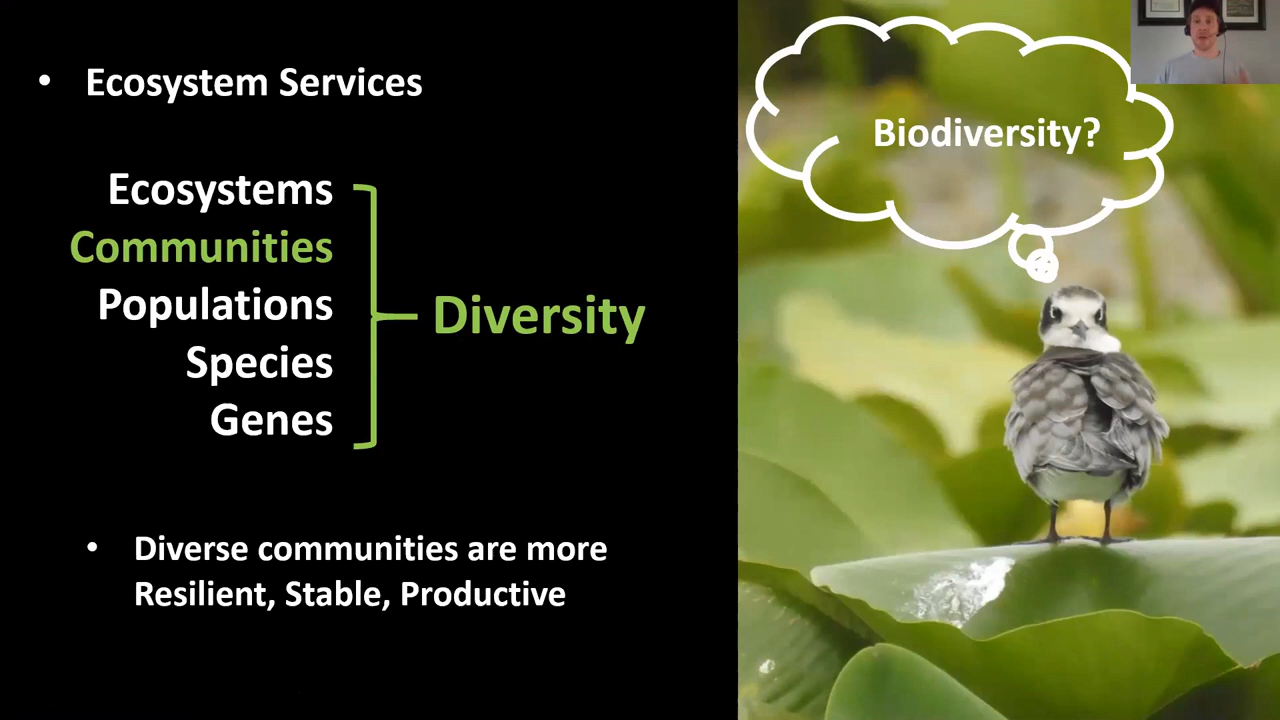 • Ecosystem Services
Ecosystems
Communities
Populations
Species
Genes
Diversity
• Diverse communities are more
Resilient, Stable, Productive
Biodiversity?